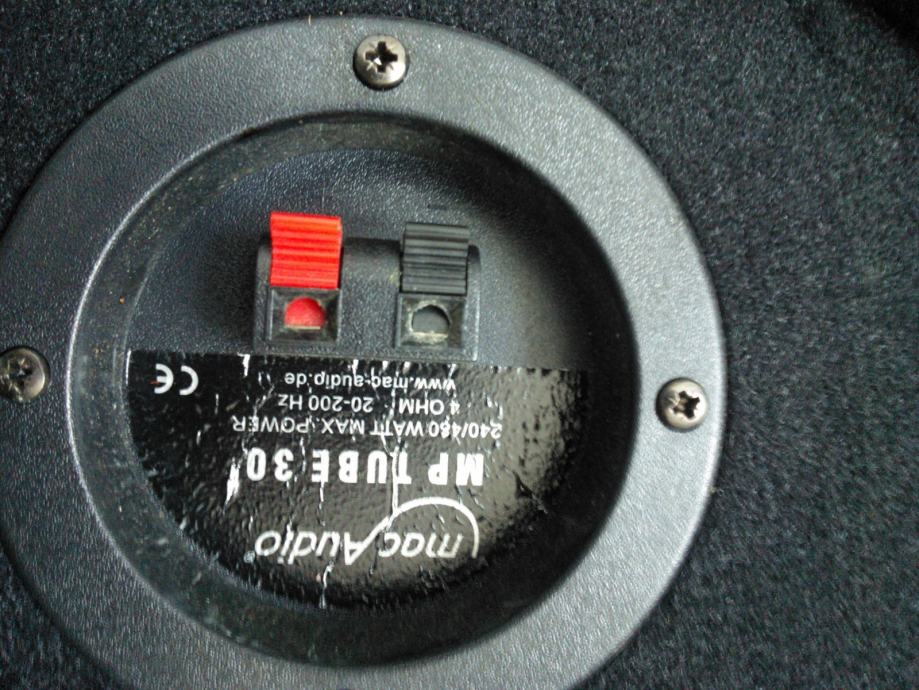 mac Audio®
MP TUBE 30
240/480 WATT MAX. POWER
4 OHM 20-200 Hz
www.mac-audio.de
CE